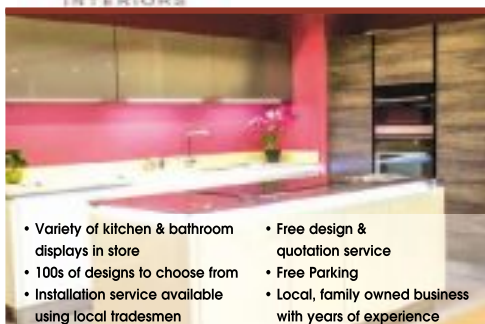 INTERIORS
• Variety of kitchen & bathroom
displays in store
• 100s of designs to choose from
• Installation service available
using local tradesmen
• Free design &
quotation service
• Free Parking
• Local, family owned business
with years of experience